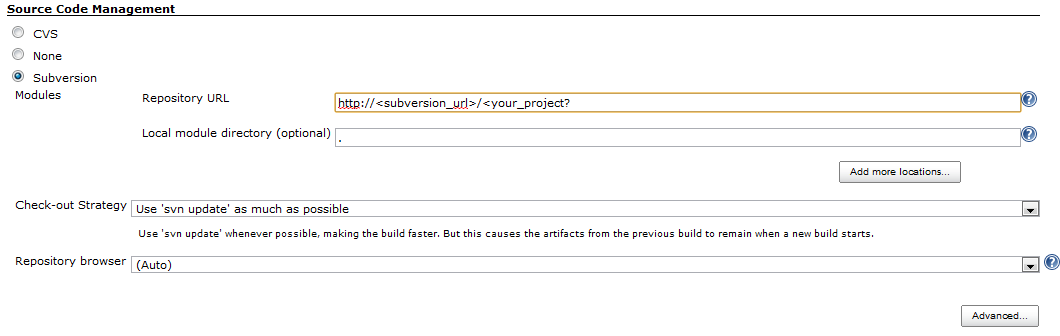 Source Code Management
CVS
None
Subversion
Modules
Repository URL
http://<subversion_url>/<your_project?
Local module directory (optional)
.
Add more locations...
Check-out Strategy
Use 'svn update' as much as possible
Use 'svn update' whenever possible, making the build faster. But this causes the artifacts from the previous build to remain when a new build starts.
Repository browser
(Auto)
Advanced...